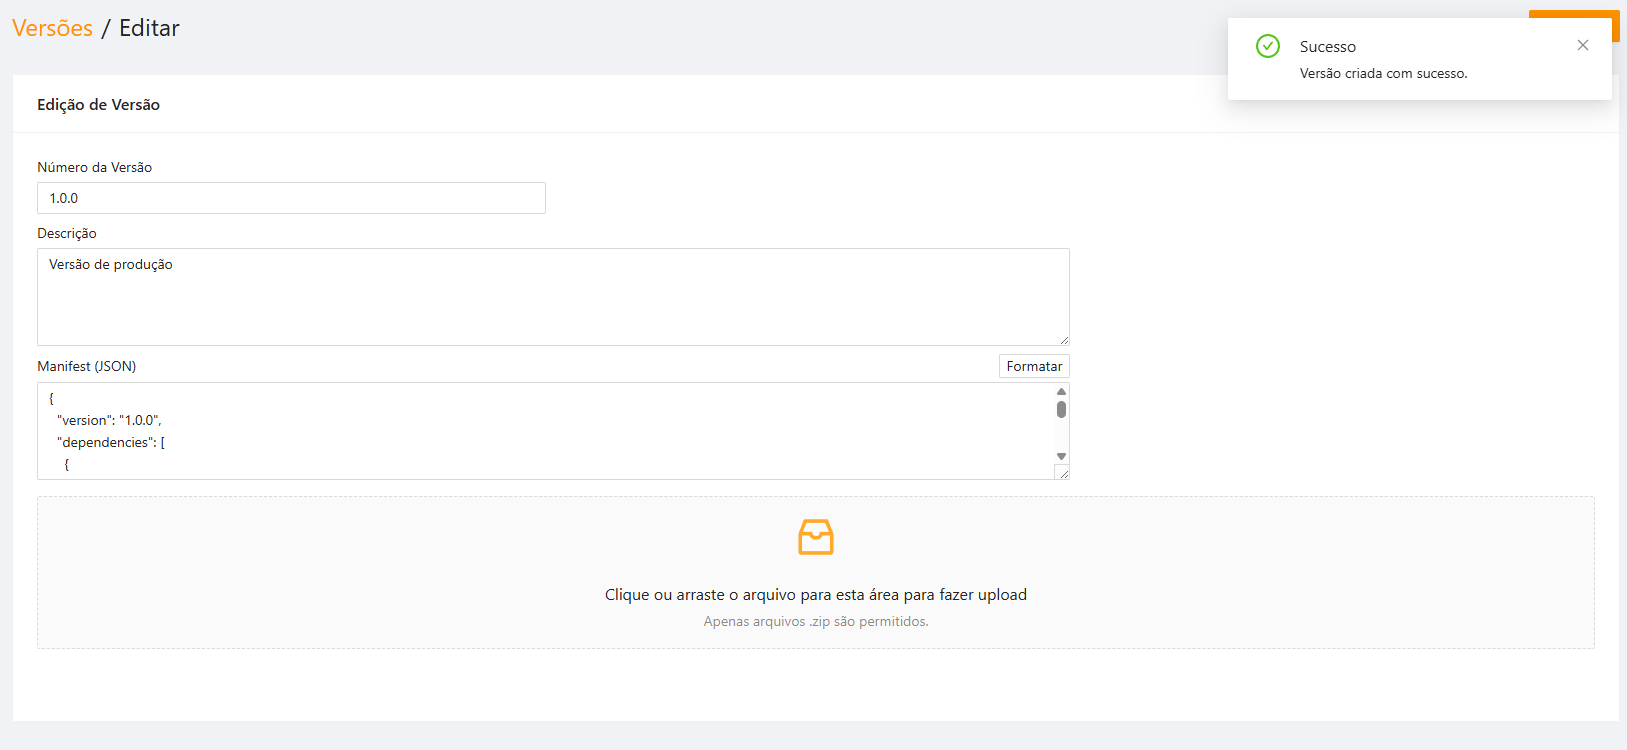 Versões / Editar
Sucesso
Versão criada com sucesso.
Edição de Versão
Número da Versão
1.0.0
Descrição
Versão de produção
Manifest (JSON)
Formatar
{
"version": "1.0.0",
"dependencies": [
{
Clique ou arraste o arquivo para esta área para fazer upload
Apenas arquivos .zip são permitidos.